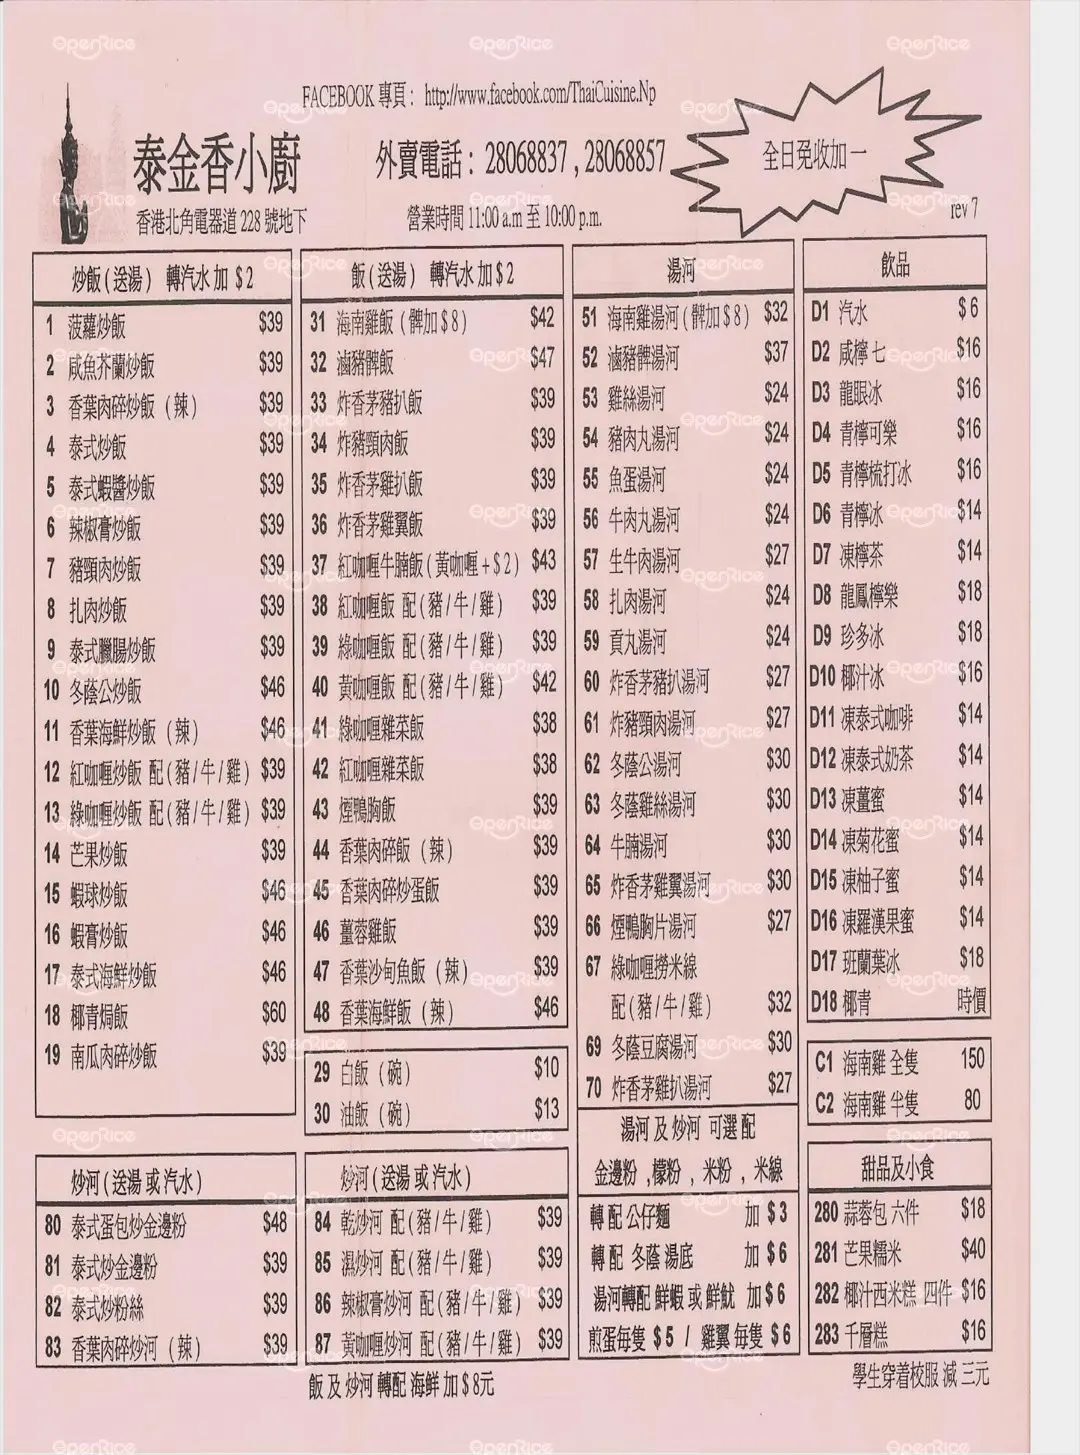 FACEBOOK 專頁： http://www.facebook.com/ThaiCuisine.Np
泰金香小廚
外賣電話：28068837 , 28068857
全日免收加一
香港北角電器道 228 號地下
營業時間 11:00 a.m 至 10:00 p.m.
rev 7
炒飯 (送湯) 轉汽水加 $2
1 菠蘿炒飯 $39
2 咸魚芥蘭炒飯 $39
3 香葉肉碎炒飯 (辣) $39
4 泰式炒飯 $39
5 泰式蝦醬炒飯 $39
6 辣椒膏炒飯 $39
7 豬頸肉炒飯 $39
8 扎肉炒飯 $39
9 泰式臘腸炒飯 $39
10 冬蔭公炒飯 $46
11 香葉海鮮炒飯 (辣) $46
12 紅咖喱炒飯 配(豬/牛/雞) $39
13 綠咖喱炒飯 配(豬/牛/雞) $39
14 芒果炒飯 $39
15 蝦球炒飯 $46
16 蝦膏炒飯 $46
17 泰式海鮮炒飯 $46
18 椰青焗飯 $60
19 南瓜肉碎炒飯 $39
飯 (送湯) 轉汽水加 $2
31 海南雞飯 (髀加 $8) $42
32 滷豬髀飯 $47
33 炸香茅豬扒飯 $39
34 炸豬頸肉飯 $39
35 炸香茅雞扒飯 $39
36 炸香茅雞翼飯 $39
37 紅咖喱牛腩飯 (黃咖喱+$2) $43
38 紅咖喱飯 配(豬/牛/雞) $39
39 綠咖喱飯 配(豬/牛/雞) $39
40 黃咖喱飯 配(豬/牛/雞) $42
41 綠咖喱雜菜飯 $38
42 紅咖喱雜菜飯 $38
43 煙鴨胸飯 $39
44 香葉肉碎飯 (辣) $39
45 香葉肉碎炒蛋飯 $39
46 薑蓉雞飯 $39
47 香葉沙甸魚飯 (辣) $39
48 香葉海鮮飯 (辣) $46
29 白飯 (碗) $10
30 油飯 (碗) $13
湯河
51 海南雞湯河 (髀加 $8) $32
52 滷豬髀湯河 $37
53 雞絲湯河 $24
54 豬肉丸湯河 $24
55 魚蛋湯河 $24
56 牛肉丸湯河 $24
57 生牛肉湯河 $27
58 扎肉湯河 $24
59 貢丸湯河 $24
60 炸香茅豬扒湯河 $27
61 炸豬頸肉湯河 $27
62 冬蔭公湯河 $30
63 冬蔭雞絲湯河 $30
64 牛腩湯河 $30
65 炸香茅雞翼湯河 $30
66 煙鴨胸片湯河 $27
67 綠咖喱撈米線
配(豬/牛/雞) $32
69 冬蔭豆腐湯河 $30
70 炸香茅雞扒湯河 $27
湯河 及 炒河 可選配
金邊粉 , 檬粉 , 米粉 , 米線
轉 配 公仔麵 加 $3
轉 配 冬蔭 湯底 加 $6
湯河轉配 鮮蝦 或 鮮魷 加 $6
煎蛋每隻 $5 / 雞翼每隻 $6
飲品
D1 汽水 $6
D2 咸檸七 $16
D3 龍眼冰 $16
D4 青檸可樂 $16
D5 青檸梳打冰 $16
D6 青檸冰 $14
D7 凍檸茶 $14
D8 龍鳳檸樂 $18
D9 珍多冰 $18
D10 椰汁冰 $16
D11 凍泰式咖啡 $14
D12 凍泰式奶茶 $14
D13 凍薑蜜 $14
D14 凍菊花蜜 $14
D15 凍柚子蜜 $14
D16 凍羅漢果蜜 $14
D17 班蘭葉冰 $18
D18 椰青 時價
C1 海南雞 全隻 150
C2 海南雞 半隻 80
炒河 (送湯 或 汽水)
80 泰式蛋包炒金邊粉 $48
81 泰式炒金邊粉 $39
82 泰式炒粉絲 $39
83 香葉肉碎炒河 (辣) $39
炒河 (送湯 或 汽水)
84 乾炒河 配(豬/牛/雞) $39
85 濕炒河 配(豬/牛/雞) $39
86 辣椒膏炒河 配(豬/牛/雞) $39
87 黃咖喱炒河 配(豬/牛/雞) $39
甜品及小食
280 蒜蓉包 六件 $18
281 芒果糯米 $40
282 椰汁西米糕 四件 $16
283 千層糕 $16
飯 及 炒河 轉配 海鮮 加 $8元
學生穿着校服 減 三元